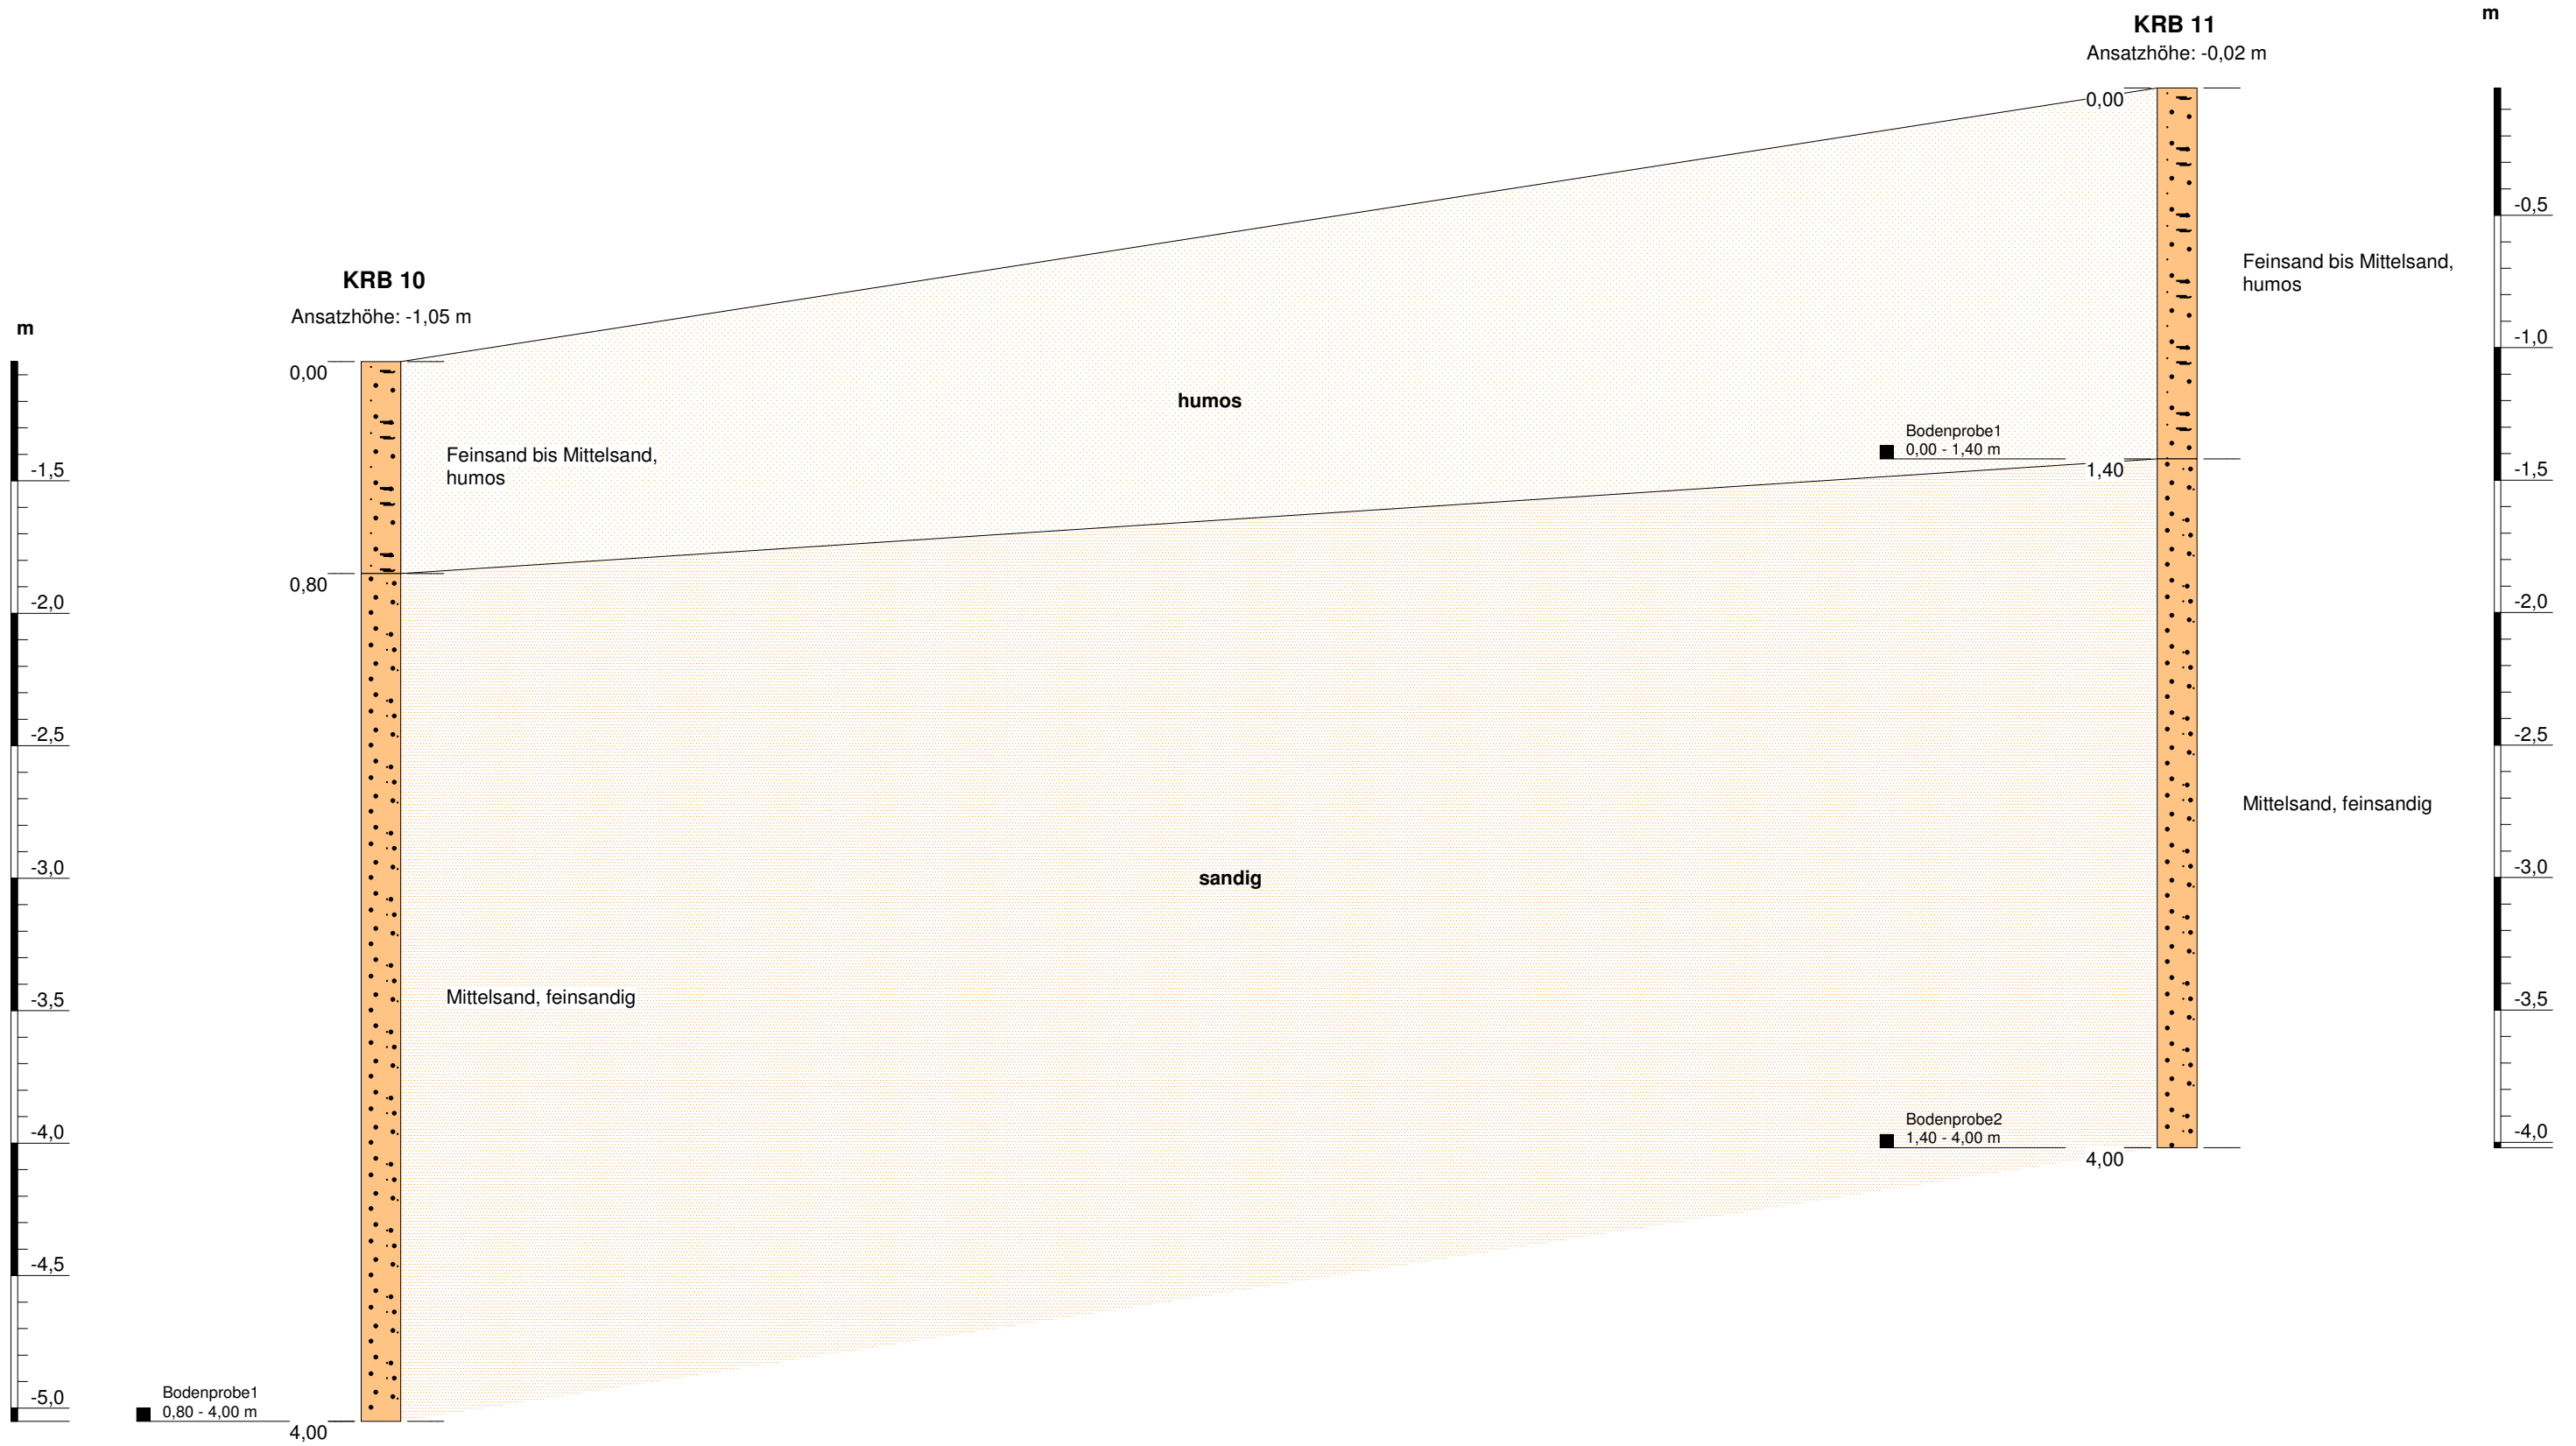 m
KRB 11
Ansatzhöhe: -0,02 m
0,00
-0,5
Feinsand bis Mittelsand,
humos
KRB 10
Ansatzhöhe: -1,05 m
m
-1,0
0,00
humos
Bodenprobe1
0,00 - 1,40 m
Feinsand bis Mittelsand,
humos
-1,5
1,40
-1,5
0,80
-2,0
-2,0
-2,5
-2,5
Mittelsand, feinsandig
-3,0
sandig
-3,0
-3,5
Mittelsand, feinsandig
-3,5
-4,0
Bodenprobe2
1,40 - 4,00 m
-4,0
4,00
-4,5
-5,0
Bodenprobe1
0,80 - 4,00 m
4,00